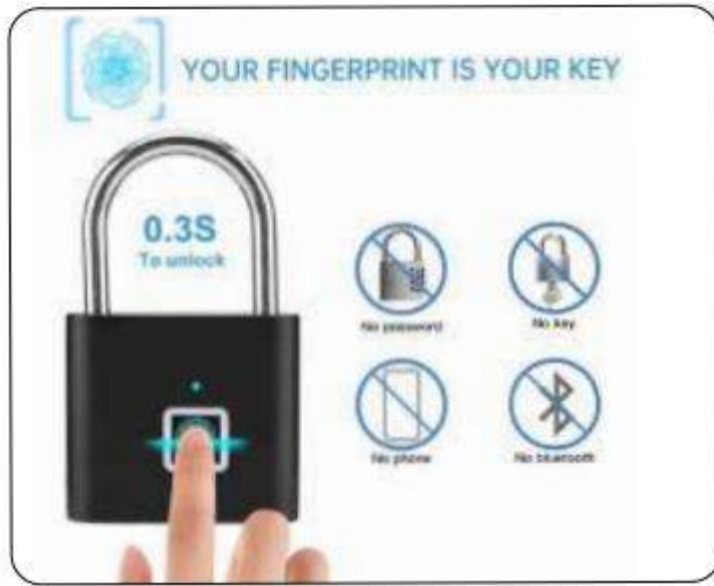 YOUR FINGERPRINT IS YOUR KEY
0.3S
To unlock
No password
No key
No phone
No bluetooth